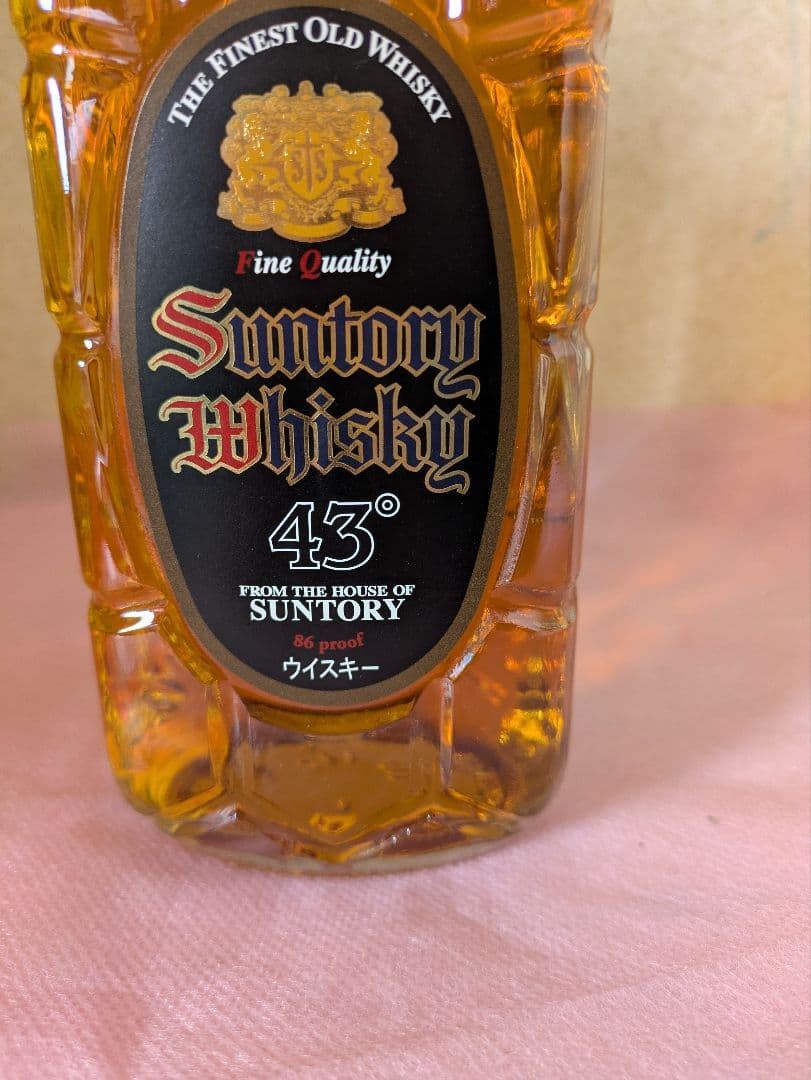 THE FINEST OLD WHISKY
SS
Fine Quality
Suntory
Whisky
43°
FROM THE HOUSE OF
SUNTORY
86 proof
ウイスキー